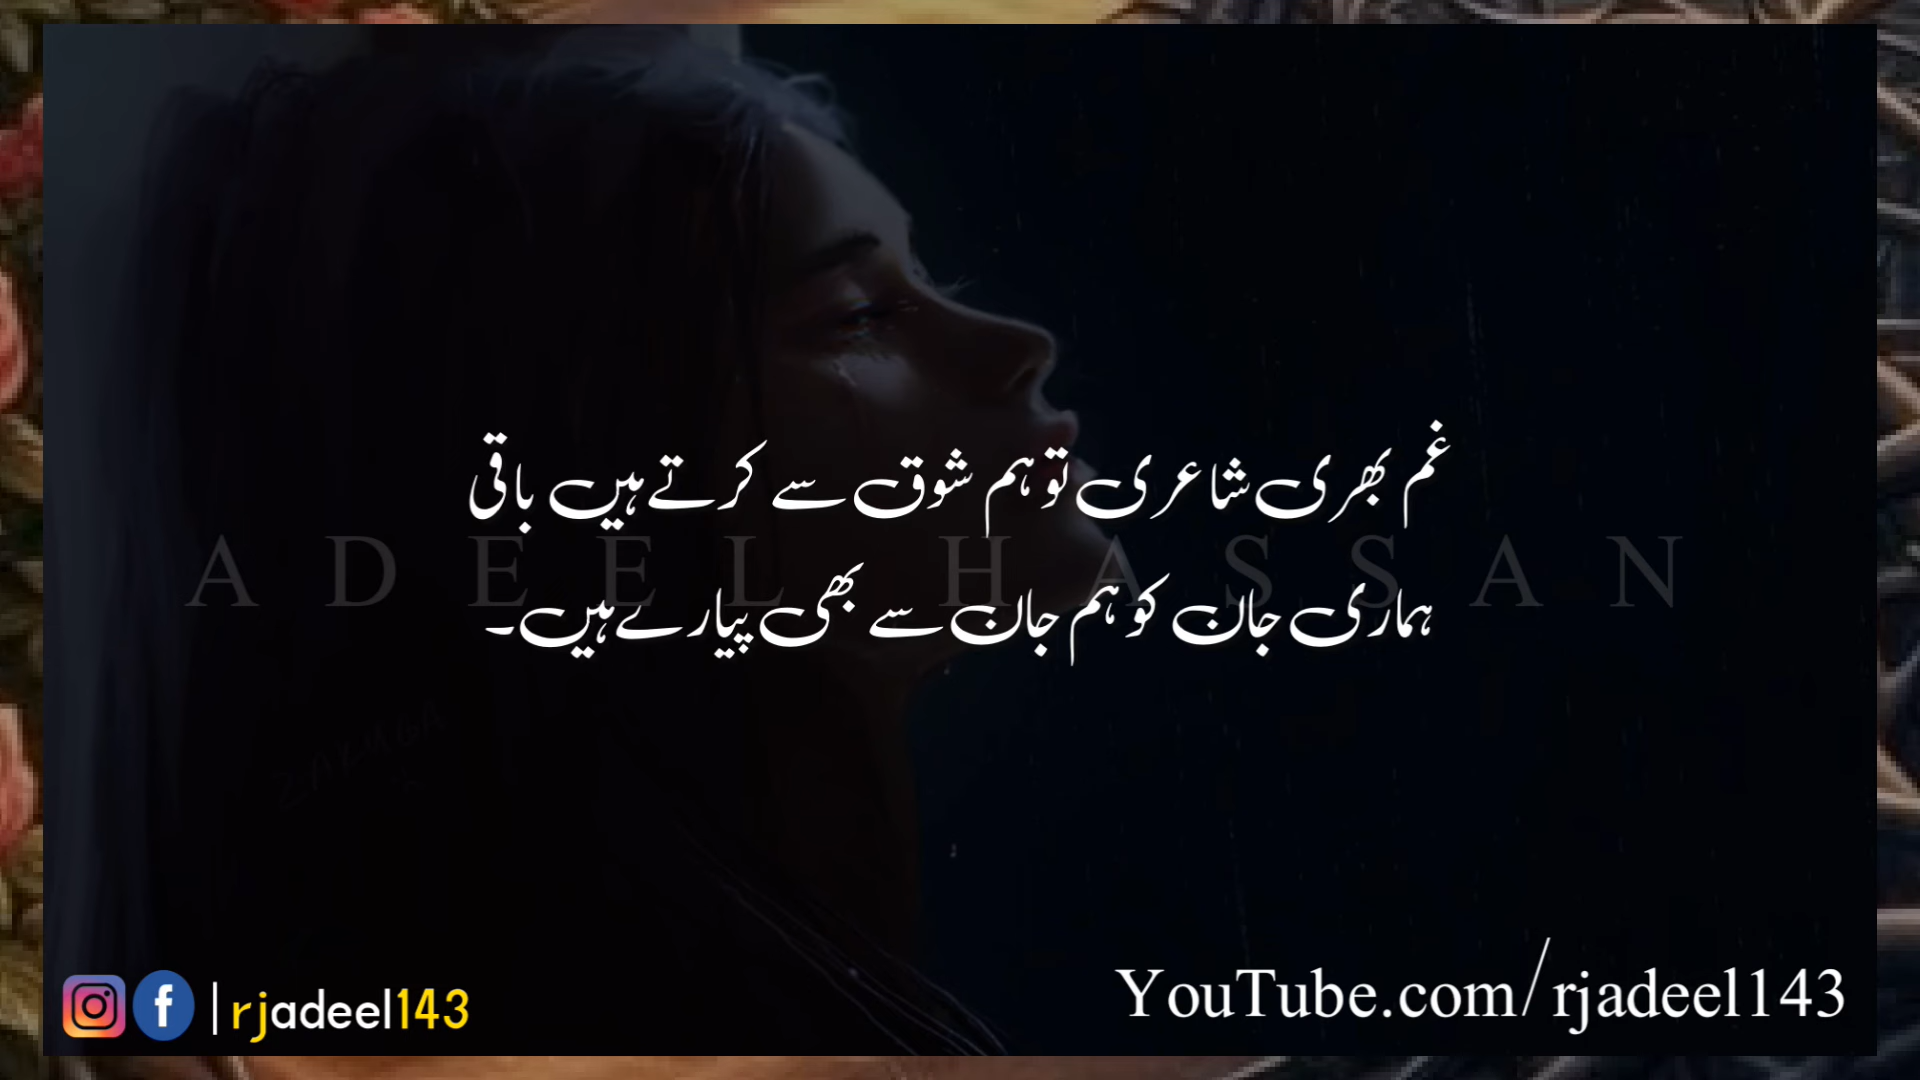 غم بھری شاعری تو ہم شوق سے کرتے ہیں باقی
ADEEL HASSAN
ہماری جان کو ہم جان سے بھی پیارے ہیں۔
ZARUGA
|rjadeel143
YouTube.com/rjadeel143